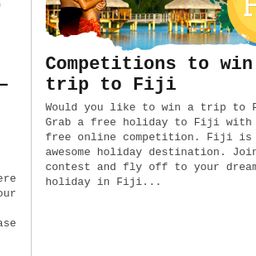 Competitions to win
trip to Fiji
Would you like to win a trip to F
Grab a free holiday to Fiji with
free online competition. Fiji is
awesome holiday destination. Join
contest and fly off to your dream
holiday in Fiji...
ere
our
ase